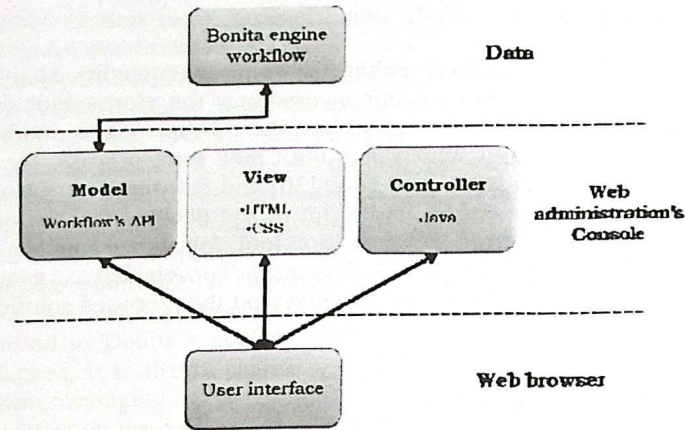 Bonita engine
workflow
Data
Model
Workflow's API
View
•HTML
•CSS
Controller
•Java
Web
administration's
Console
User interface
Web browser